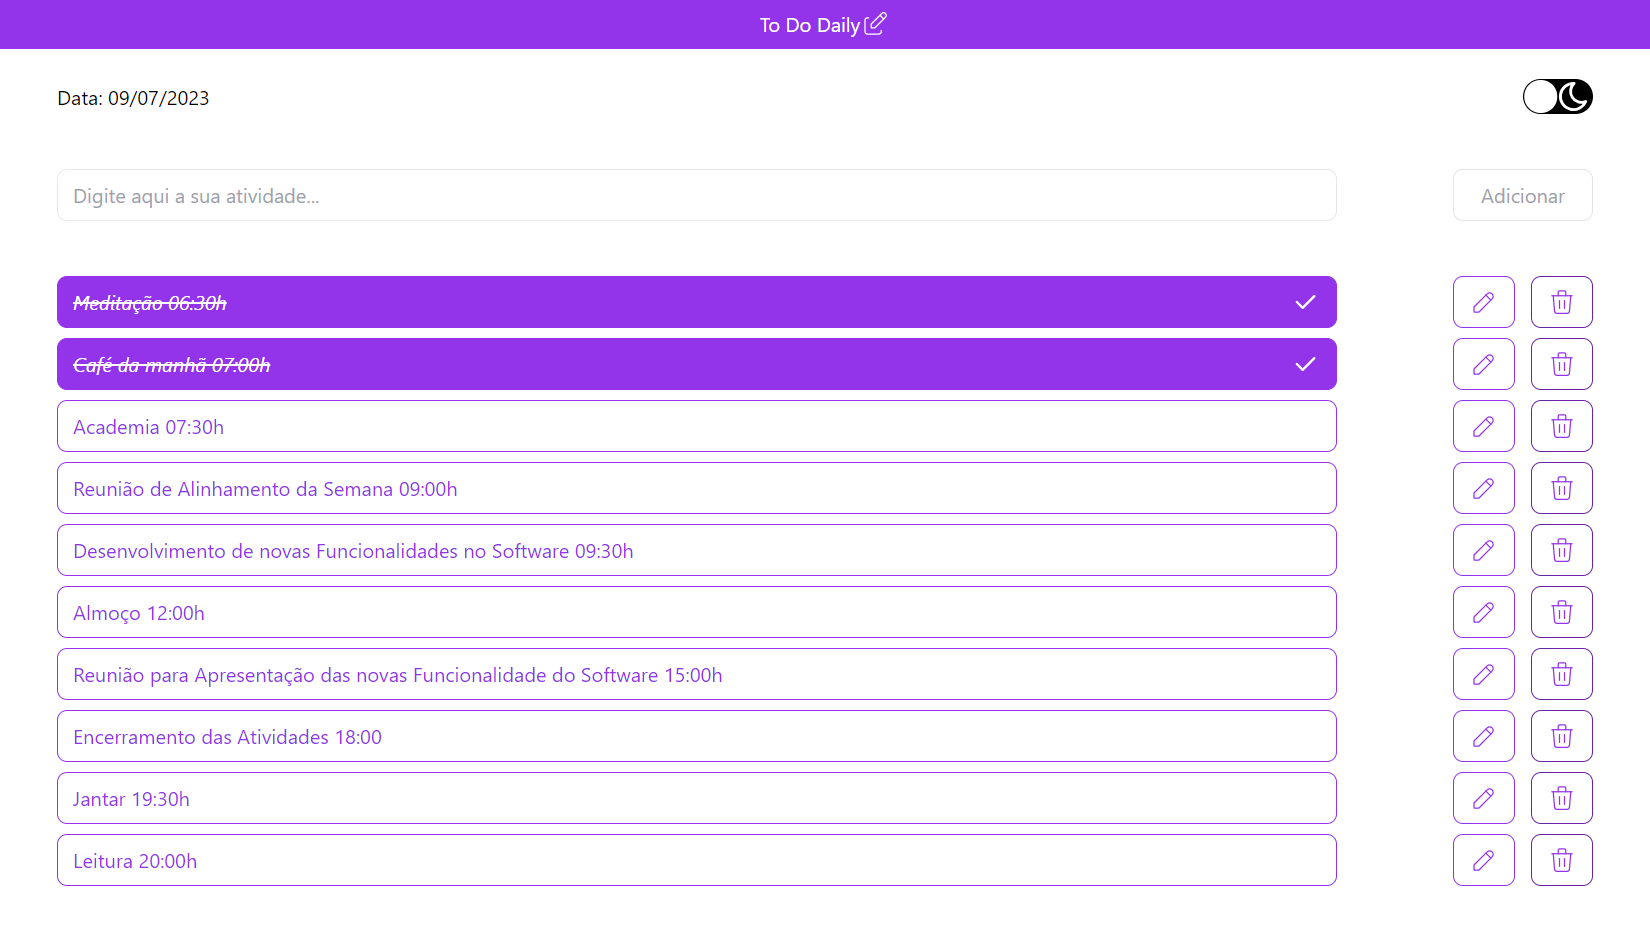 To Do Daily
Data: 09/07/2023
Digite aqui a sua atividade...
Adicionar
Meditação 06:30h
Café da manhã 07:00h
Academia 07:30h
Reunião de Alinhamento da Semana 09:00h
Desenvolvimento de novas Funcionalidades no Software 09:30h
Almoço 12:00h
Reunião para Apresentação das novas Funcionalidade do Software 15:00h
Encerramento das Atividades 18:00
Jantar 19:30h
Leitura 20:00h